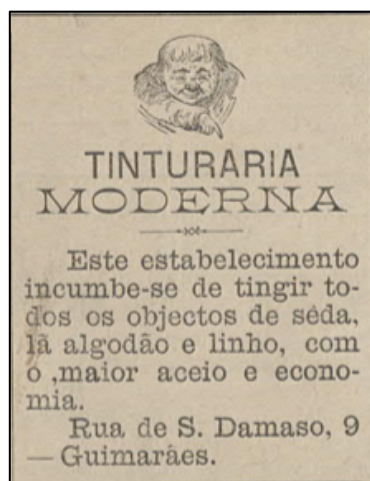 TINTURARIA
MODERNA
Este estabelecimento
incumbe-se de tingir to-
dos os objectos de sêda,
lã algodão e linho, com
o ,maior aceio e econo-
mia.
Rua de S. Damaso, 9
— Guimarães.